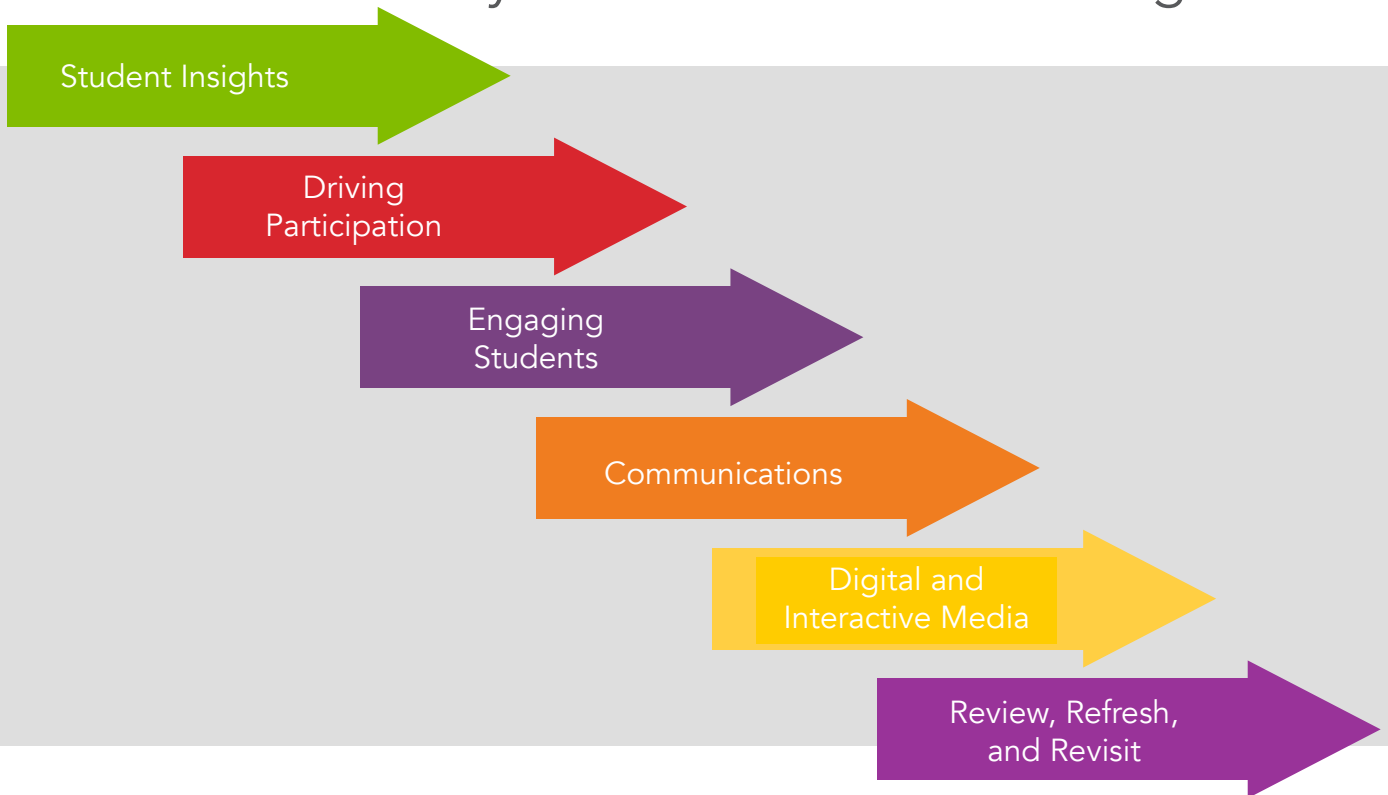 Student Insights
Driving
Participation
Engaging
Students
Communications
Digital and
Interactive Media
Review, Refresh,
and Revisit